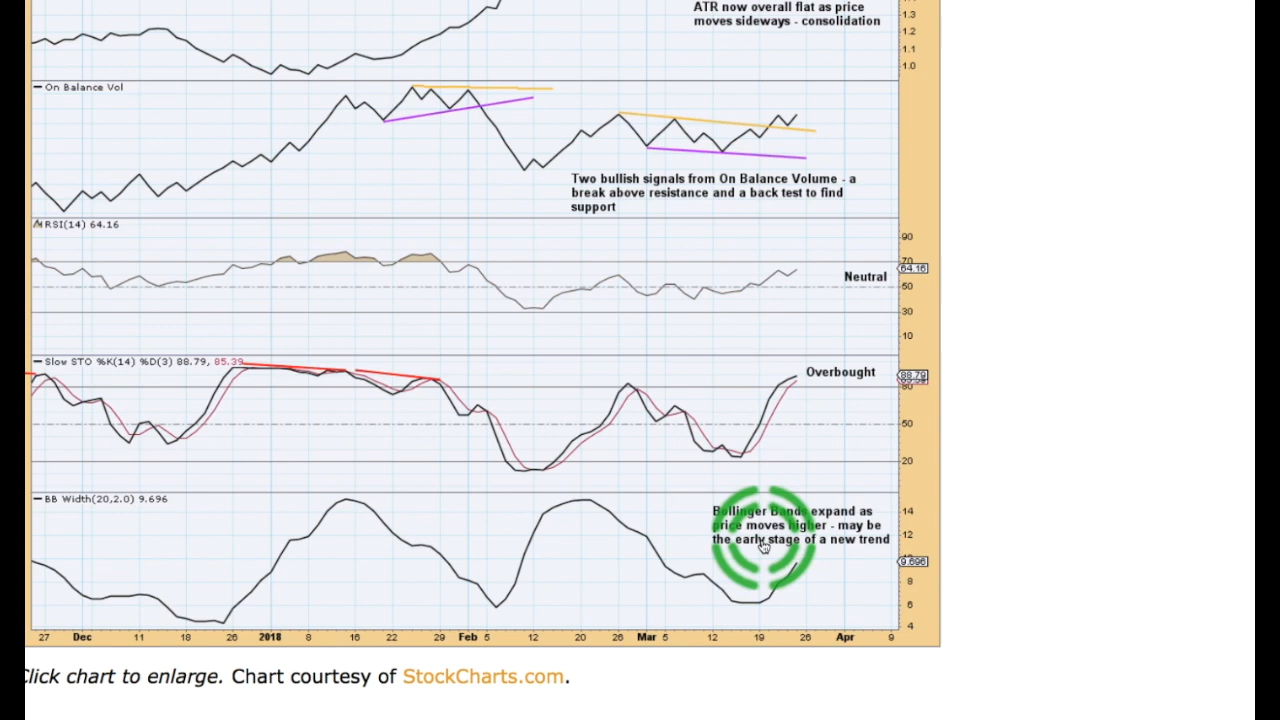 ATR now overall flat as price
moves sideways - consolidation
1.3
1.2
1.1
1.0
On Balance Vol
Two bullish signals from On Balance Volume - a
break above resistance and a back test to find
support
RSI(14) 64.16
90
70
64.16
50
30
10
Neutral
Slow STO %K(14) %D(3) 88.79, 85.39
Overbought
88.79
80
50
20
BB Width(20,2.0) 9.696
Bollinger Bands expand as
price moves higher - may be
the early stage of a new trend
14
12
9.696
8
6
4
27 Dec 11 18 26 2018 8 16 22 29 Feb 5 12 20 26 Mar 5 12 19 26 Apr 9
Click chart to enlarge. Chart courtesy of StockCharts.com.